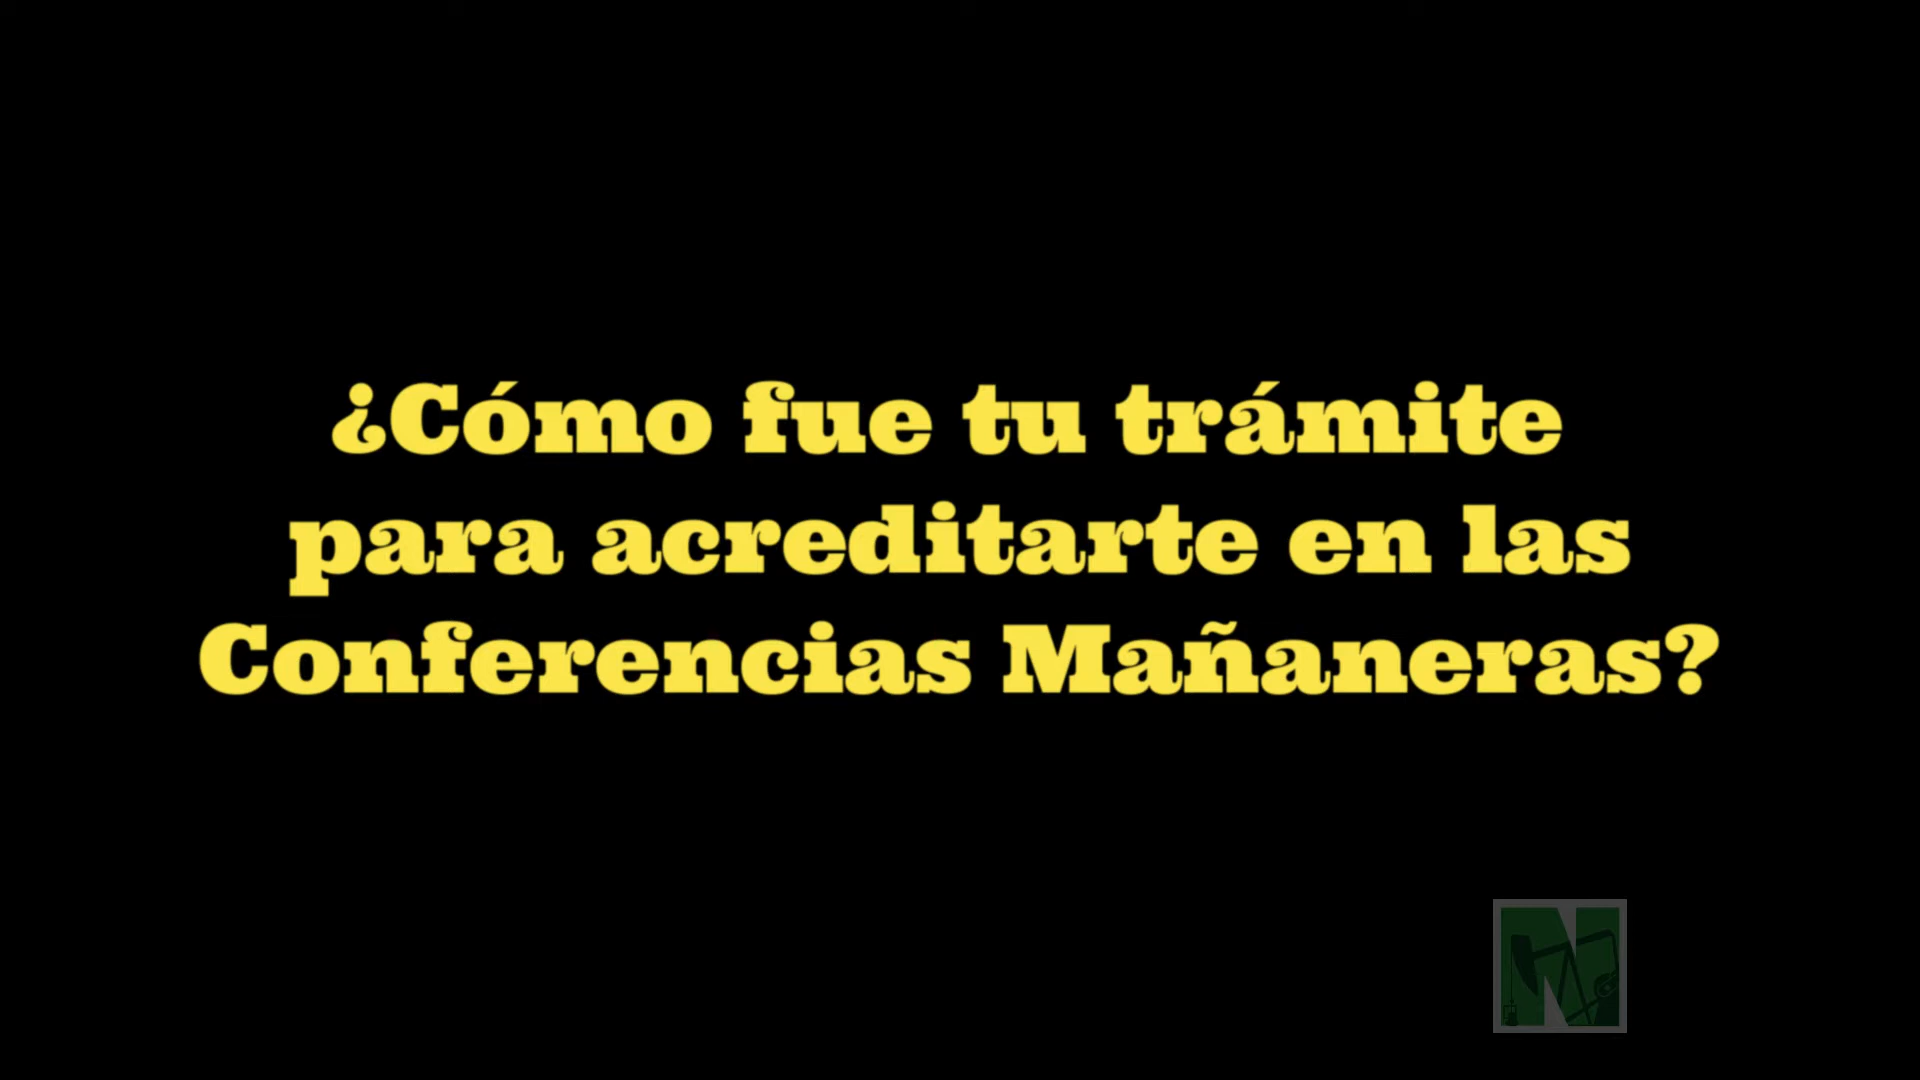 ¿Cómo fue tu trámite
para acreditarte en las
Conferencias Mañaneras?
N